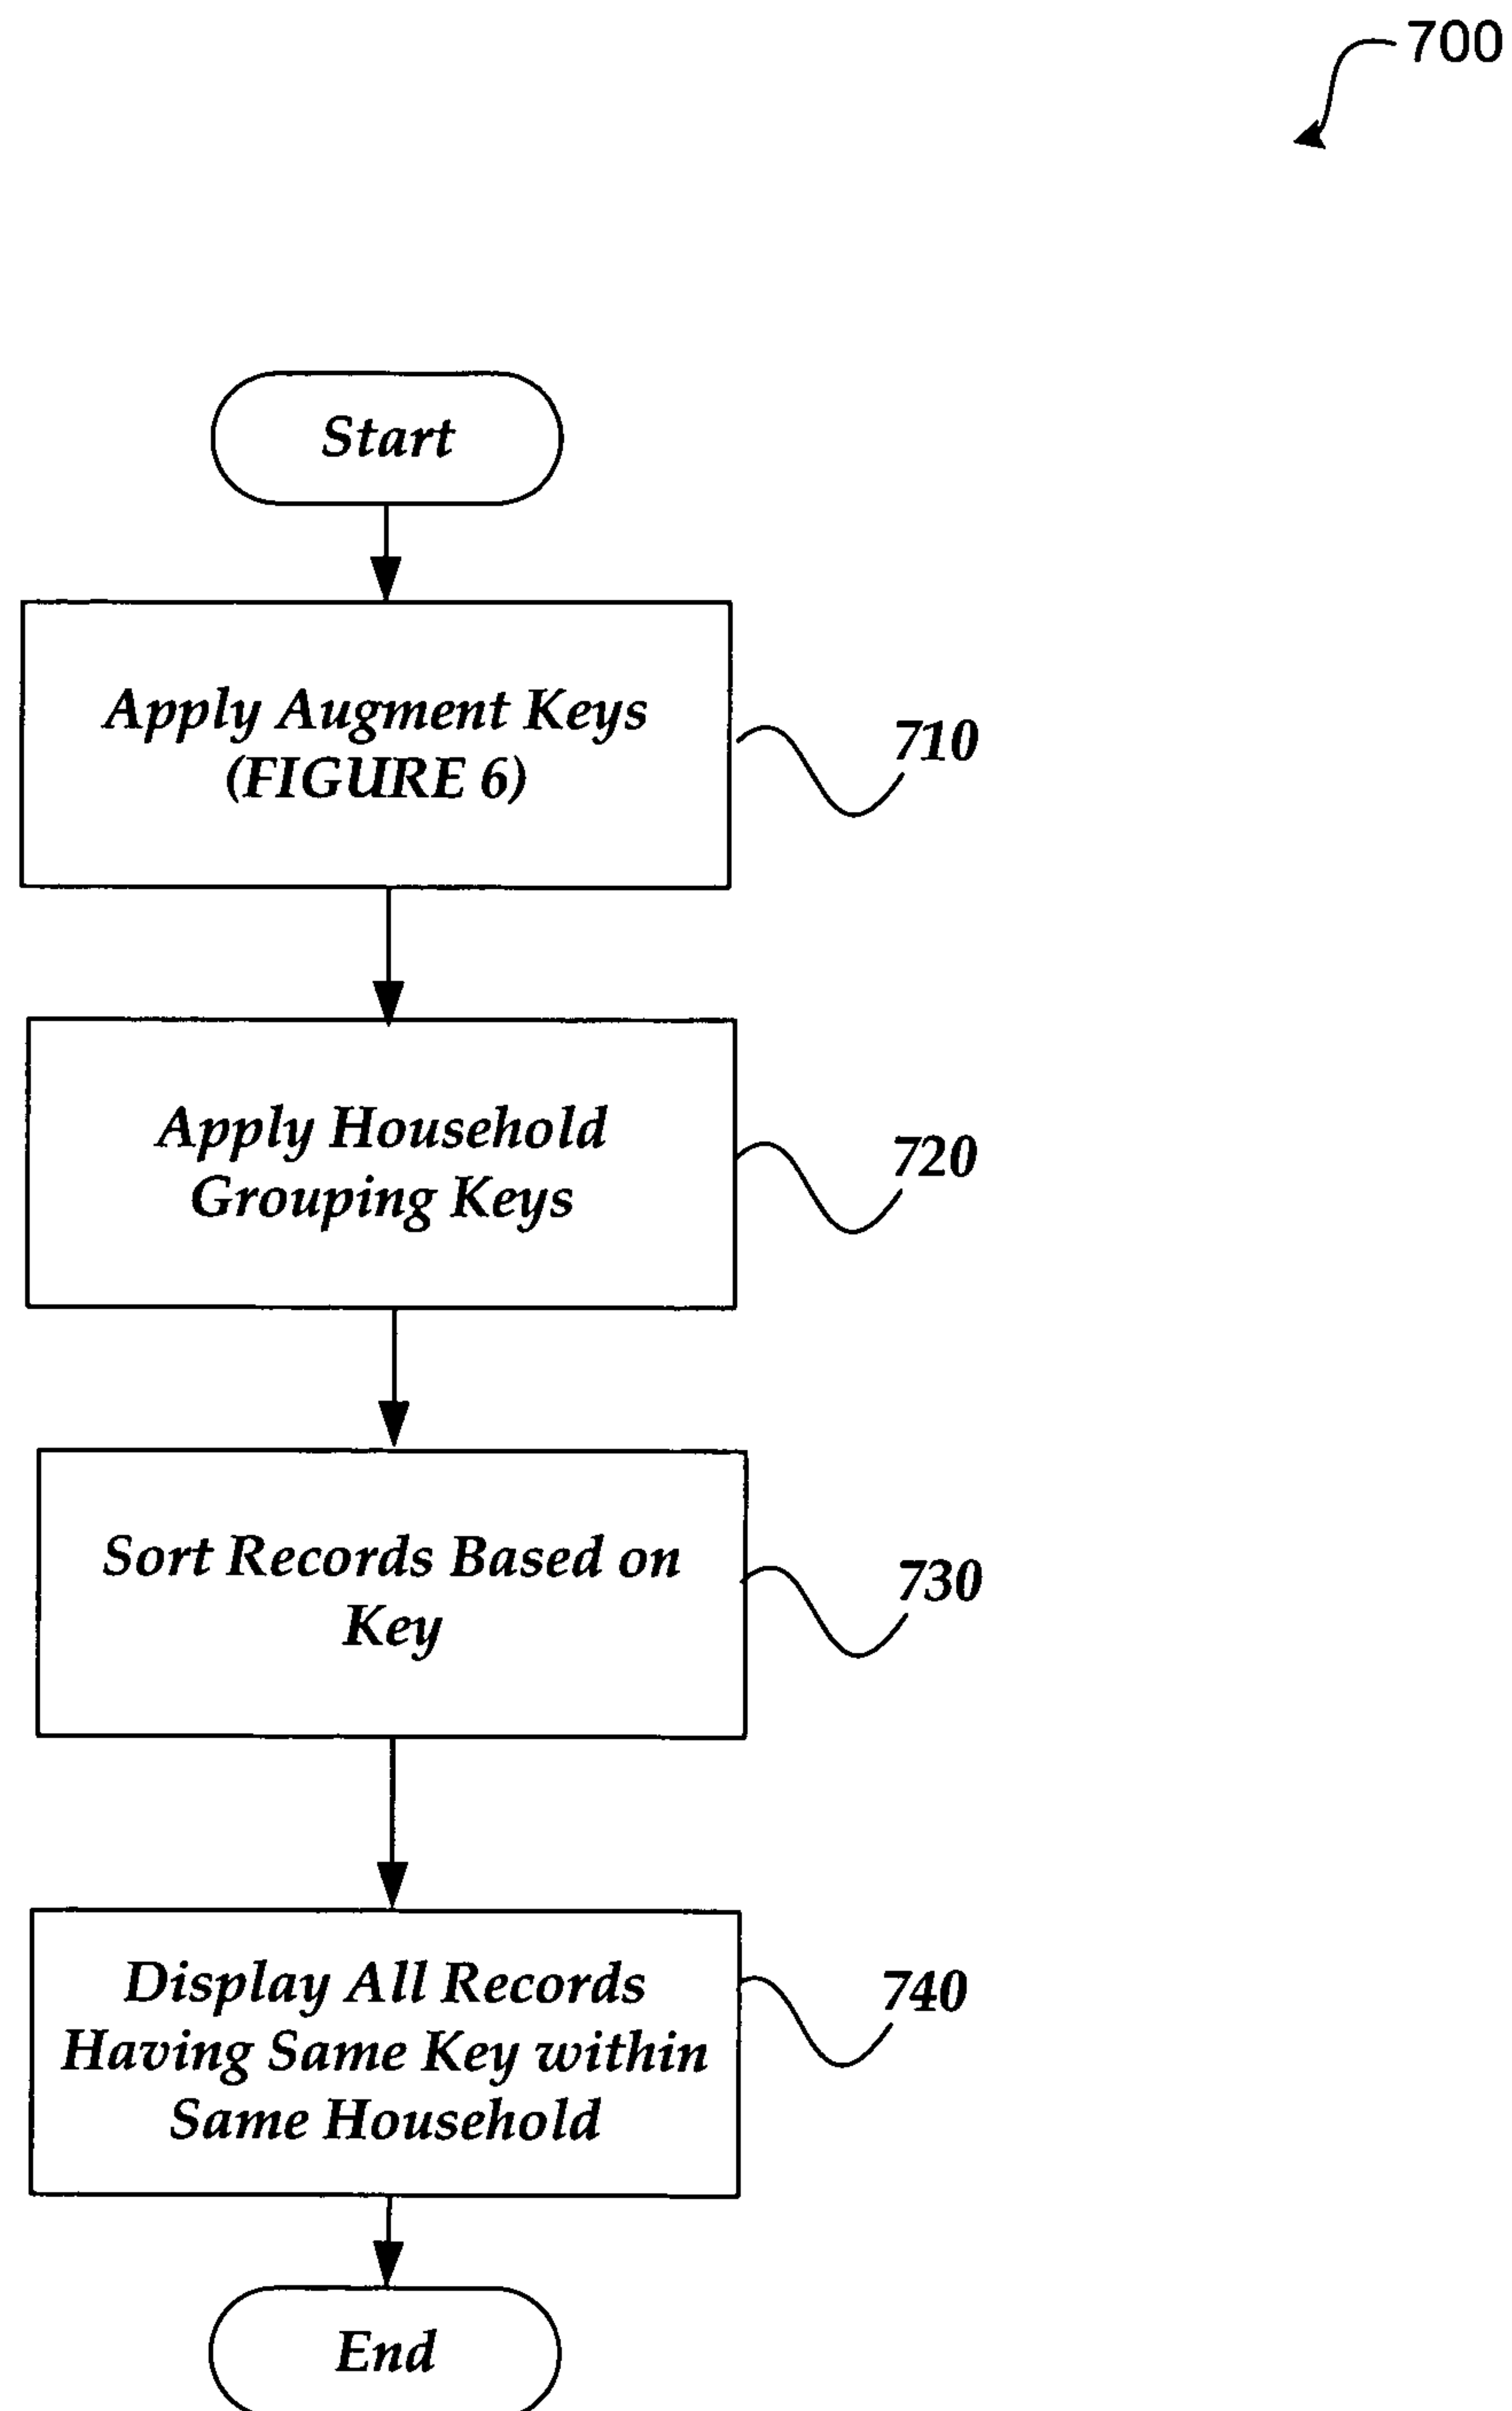 700
Start
Apply Augment Keys
(FIGURE 6)
710
Apply Household
Grouping Keys
720
Sort Records Based on
Key
730
Display All Records
Having Same Key within
Same Household
740
End